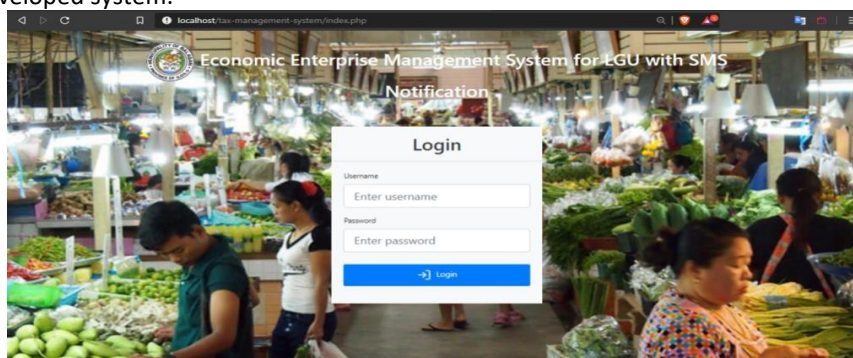 veloped system.
localhost/tax-management-system/index.php
Economic Enterprise Management System for LGU with SMS
Notification
Login
Username
Enter username
Password
Enter password
Login